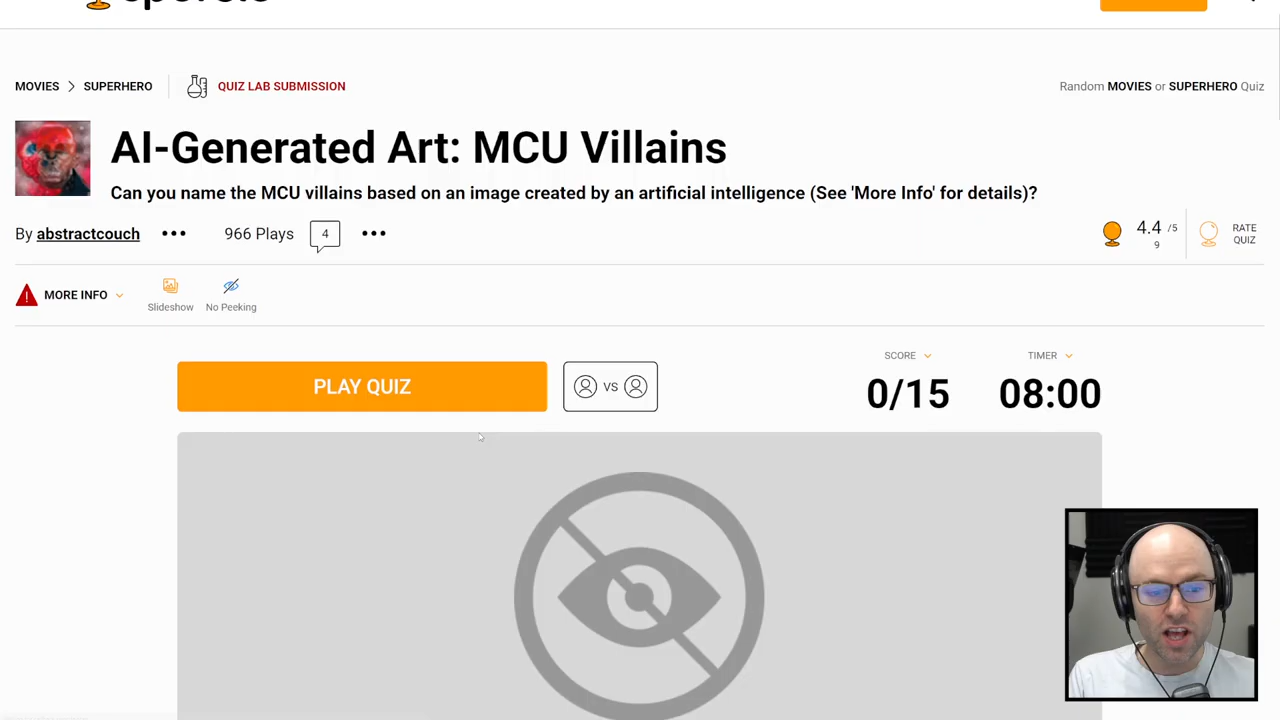 MOVIES > SUPERHERO QUIZ LAB SUBMISSION Random MOVIES or SUPERHERO Quiz
AI-Generated Art: MCU Villains
Can you name the MCU villains based on an image created by an artificial intelligence (See 'More Info' for details)?
By abstractcouch ••• 966 Plays 4 •••
4.4 /5
9
RATE
QUIZ
! MORE INFO
Slideshow
No Peeking
PLAY QUIZ
VS
SCORE
0/15
TIMER
08:00